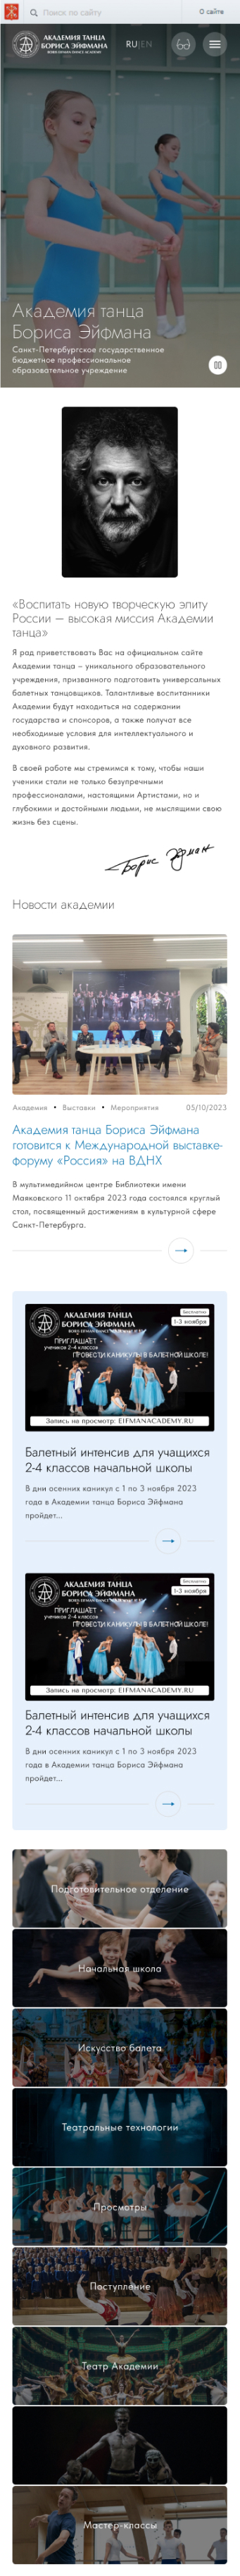 Поиск по сайту
О сайте
АКАДЕМИЯ ТАНЦА
БОРИСА ЭЙФМАНА
BORIS EIFMAN DANCE ACADEMY
RU|EN
Академия танца
Бориса Эйфмана
Санкт-Петербургское государственное
бюджетное профессиональное
образовательное учреждение
«Воспитать новую творческую элиту
России – высокая миссия Академии
танца»
Я рад приветствовать Вас на официальном сайте
Академии танца – уникального образовательного
учреждения, призванного подготовить универсальных
балетных танцовщиков. Талантливые воспитанники
Академии будут находиться на содержании
государства и спонсоров, а также получат все
необходимые условия для интеллектуального и
духовного развития.
В своей работе мы стремимся к тому, чтобы наши
ученики стали не только безупречными
профессионалами, настоящими Артистами, но и
глубокими и достойными людьми, не мыслящими свою
жизнь без сцены.
Борис Эйфман
Новости академии
Академия • Выставки • Мероприятия 05/10/2023
Академия танца Бориса Эйфмана
готовится к Международной выставке-
форуму «Россия» на ВДНХ
В мультимедийном центре Библиотеки имени
Маяковского 11 октября 2023 года состоялся круглый
стол, посвященный достижениям в культурной сфере
Санкт-Петербурга.
АКАДЕМИЯ ТАНЦА
БОРИСА ЭЙФМАНА
BORIS EIFMAN DANCE ACADEMY
Бесплатно
1-3 ноября
ПРИГЛАШАЕТ
учеников 2-4 классов
ПРОВЕСТИ КАНИКУЛЫ В БАЛЕТНОЙ ШКОЛЕ!
Запись на просмотр: EIFMANACADEMY.RU
Балетный интенсив для учащихся
2-4 классов начальной школы
В дни осенних каникул с 1 по 3 ноября 2023
года в Академии танца Бориса Эйфмана
пройдет...
АКАДЕМИЯ ТАНЦА
БОРИСА ЭЙФМАНА
BORIS EIFMAN DANCE ACADEMY
Бесплатно
1-3 ноября
ПРИГЛАШАЕТ
учеников 2-4 классов
ПРОВЕСТИ КАНИКУЛЫ В БАЛЕТНОЙ ШКОЛЕ!
Запись на просмотр: EIFMANACADEMY.RU
Балетный интенсив для учащихся
2-4 классов начальной школы
В дни осенних каникул с 1 по 3 ноября 2023
года в Академии танца Бориса Эйфмана
пройдет...
Подготовительное отделение
Начальная школа
Искусство балета
Театральные технологии
Просмотры
Поступление
Театр Академии
Мастер-классы